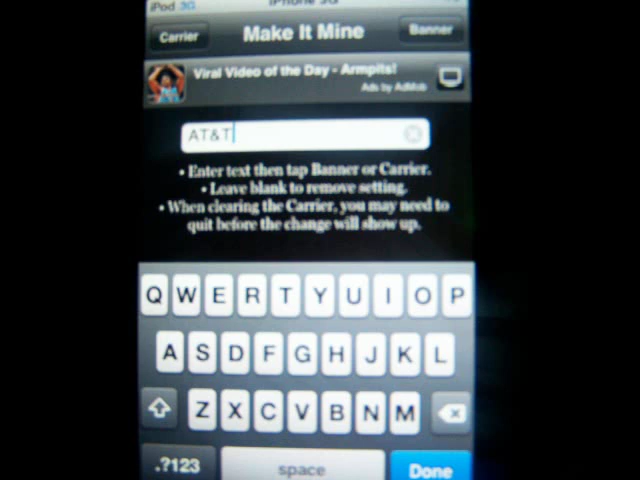 iPod 3G iPhone 3G
Carrier Make It Mine Banner
Viral Video of the Day - Armpits!
Ads by AdMob
AT&T
• Enter text then tap Banner or Carrier.
• Leave blank to remove setting.
• When clearing the Carrier, you may need to
quit before the change will show up.
Q W E R T Y U I O P
A S D F G H J K L
Z X C V B N M
.?123 space Done